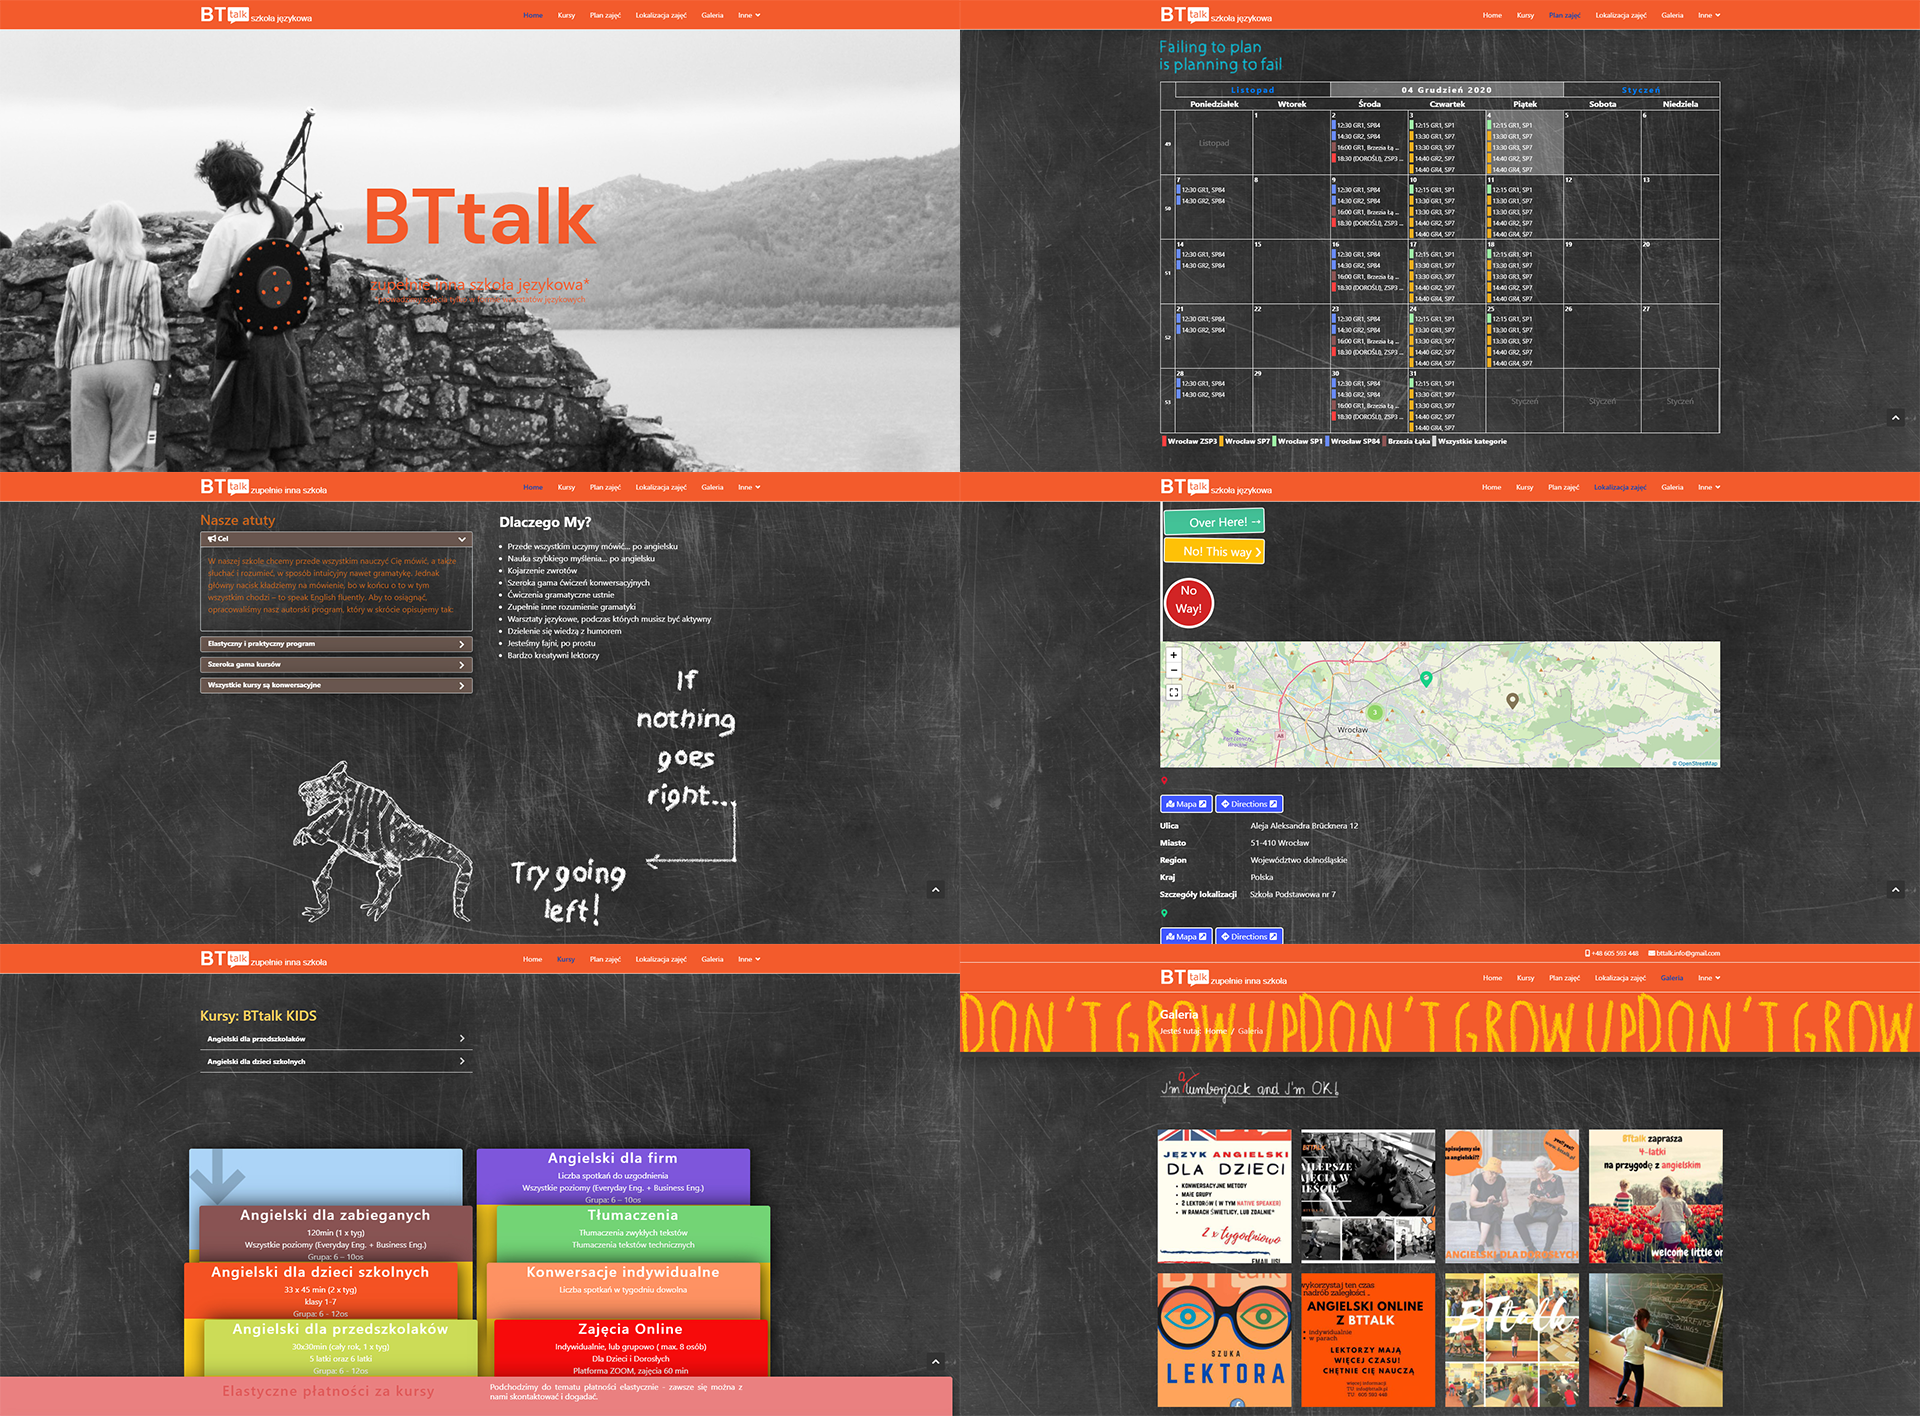 BT talk szkoła językowa
Home Kursy Plan zajęć Lokalizacja zajęć Galeria Inne
BTtalk
zupełnie inna szkoła językowa*
BT talk szkoła językowa
Home Kursy Plan zajęć Lokalizacja zajęć Galeria Inne
Failing to plan
is planning to fail
Listopad 04 Grudzień 2020 Styczeń
Poniedziałek Wtorek Środa Czwartek Piątek Sobota Niedziela
49 Listopad 1 2 3 4 5 6
12:30 GR1, SP84 12:15 GR1, SP1 12:15 GR1, SP1
14:30 GR2, SP84 13:30 GR1, SP7 13:30 GR1, SP7
16:00 GR1, Brzezia Łą ... 13:30 GR3, SP7 13:30 GR3, SP7
18:30 (DOROŚLI), ZSP3 ... 14:40 GR2, SP7 14:40 GR2, SP7
14:40 GR4, SP7 14:40 GR4, SP7
50 7 8 9 10 11 12 13
12:30 GR1, SP84 12:30 GR1, SP84 12:15 GR1, SP1 12:15 GR1, SP1
14:30 GR2, SP84 14:30 GR2, SP84 13:30 GR1, SP7 13:30 GR1, SP7
16:00 GR1, Brzezia Łą ... 13:30 GR3, SP7 13:30 GR3, SP7
18:30 (DOROŚLI), ZSP3 ... 14:40 GR2, SP7 14:40 GR2, SP7
14:40 GR4, SP7 14:40 GR4, SP7
51 14 15 16 17 18 19 20
12:30 GR1, SP84 12:30 GR1, SP84 12:15 GR1, SP1 12:15 GR1, SP1
14:30 GR2, SP84 14:30 GR2, SP84 13:30 GR1, SP7 13:30 GR1, SP7
16:00 GR1, Brzezia Łą ... 13:30 GR3, SP7 13:30 GR3, SP7
18:30 (DOROŚLI), ZSP3 ... 14:40 GR2, SP7 14:40 GR2, SP7
14:40 GR4, SP7 14:40 GR4, SP7
52 21 22 23 24 25 26 27
12:30 GR1, SP84 12:30 GR1, SP84 12:15 GR1, SP1 12:15 GR1, SP1
14:30 GR2, SP84 14:30 GR2, SP84 13:30 GR1, SP7 13:30 GR1, SP7
16:00 GR1, Brzezia Łą ... 13:30 GR3, SP7 13:30 GR3, SP7
18:30 (DOROŚLI), ZSP3 ... 14:40 GR2, SP7 14:40 GR2, SP7
14:40 GR4, SP7 14:40 GR4, SP7
53 28 29 30 31 Styczeń Styczeń Styczeń
12:30 GR1, SP84 12:30 GR1, SP84 12:15 GR1, SP1
14:30 GR2, SP84 14:30 GR2, SP84 13:30 GR1, SP7
16:00 GR1, Brzezia Łą ... 13:30 GR3, SP7
18:30 (DOROŚLI), ZSP3 ... 14:40 GR2, SP7
14:40 GR4, SP7
Wrocław ZSP3 Wrocław SP7 Wrocław SP1 Wrocław SP84 Brzezia Łąka Wszystkie kategorie
BT talk zupełnie inna szkoła
Home Kursy Plan zajęć Lokalizacja zajęć Galeria Inne
Nasze atuty
Cel
W naszej szkole chcemy przede wszystkim nauczyć Cię mówić, a także
słuchać i rozumieć, w sposób intuicyjny nawet gramatykę. Jednak
główny nacisk kładziemy na mówienie, bo w końcu o to w tym
wszystkim chodzi – to speak English fluently. Aby to osiągnąć,
opracowaliśmy nasz autorski program, który w skrócie opisujemy tak:
Elastyczny i praktyczny program
Szeroka gama kursów
Wszystkie kursy są konwersacyjne
Dlaczego My?
Przede wszystkim uczymy mówić... po angielsku
Nauka szybkiego myślenia... po angielsku
Kojarzenie zwrotów
Szeroka gama ćwiczeń konwersacyjnych
Ćwiczenia gramatyczne ustnie
Zupełnie inne rozumienie gramatyki
Warsztaty językowe, podczas których musisz być aktywny
Dzielenie się wiedzą z humorem
Jesteśmy fajni, po prostu
Bardzo kreatywni lektorzy
If
nothing
goes
right...
Try going
left!
BT talk szkoła językowa
Home Kursy Plan zajęć Lokalizacja zajęć Galeria Inne
Over Here! →
No! This way
No
Way!
+
−
94
A8
3
Wrocław
© OpenStreetMap
Mapa Directions
Ulica Aleja Aleksandra Brücknera 12
Miasto 51-410 Wrocław
Region Województwo dolnośląskie
Kraj Polska
Szczegóły lokalizacji Szkoła Podstawowa nr 7
Mapa Directions
BT talk zupełnie inna szkoła
Home Kursy Plan zajęć Lokalizacja zajęć Galeria Inne
Kursy: BTtalk KIDS
Angielski dla przedszkolaków
Angielski dla dzieci szkolnych
Angielski dla zabieganych
120min (1 x tyg)
Wszystkie poziomy (Everyday Eng. + Business Eng.)
Grupa: 6 – 10os
Angielski dla dzieci szkolnych
33 x 45 min (2 x tyg)
klasy 1-7
Grupa: 6 - 12os
Angielski dla przedszkolaków
30x30min (cały rok, 1 x tyg)
5 latki oraz 6 latki
Grupa: 6 - 12os
Angielski dla firm
Liczba spotkań do uzgodnienia
Wszystkie poziomy (Everyday Eng. + Business Eng.)
Grupa: 6 – 10os
Tłumaczenia
Tłumaczenia zwykłych tekstów
Tłumaczenia tekstów technicznych
Konwersacje indywidualne
Liczba spotkań w tygodniu dowolna
Zajęcia Online
Indywidualnie, lub grupowo ( max. 8 osób)
Dla Dzieci i Dorosłych
Platforma ZOOM, zajęcia 60 min
Elastyczne płatności za kursy
Podchodzimy do tematu płatności elastycznie - zawsze się można z
nami skontaktować i dogadać.
+48 605 593 448 bttalk.info@gmail.com
BT talk zupełnie inna szkoła
Home Kursy Plan zajęć Lokalizacja zajęć Galeria Inne
DON'T GROW UP DON'T GROW UP DON'T GROW
Galeria
Jesteś tutaj: Home / Galeria
I'm a lumberjack and I'm OK!
JEZYK ANGIELSKI
DLA DZIECI
KONWERSACYJNE METODY
MAŁE GRUPY
2 LEKTORÓW ( W TYM NATIVE SPEAKER)
W RAMACH ŚWIETLICY, LUB ZDALNIE*
2 x tygodniowo
ANGIELSKI DLA DOROSŁYCH
BTtalk zaprasza
4-latki
na przygodę z angielskim
welcome little
SZUKA
LEKTORA
wykorzystaj ten czas
nadrób zaległości ..
ANGIELSKI ONLINE
Z BTTALK
indywidualnie
w parach
LEKTORZY MAJĄ
WIĘCEJ CZASU!
CHĘTNIE CIĘ NAUCZĄ
BTtalk